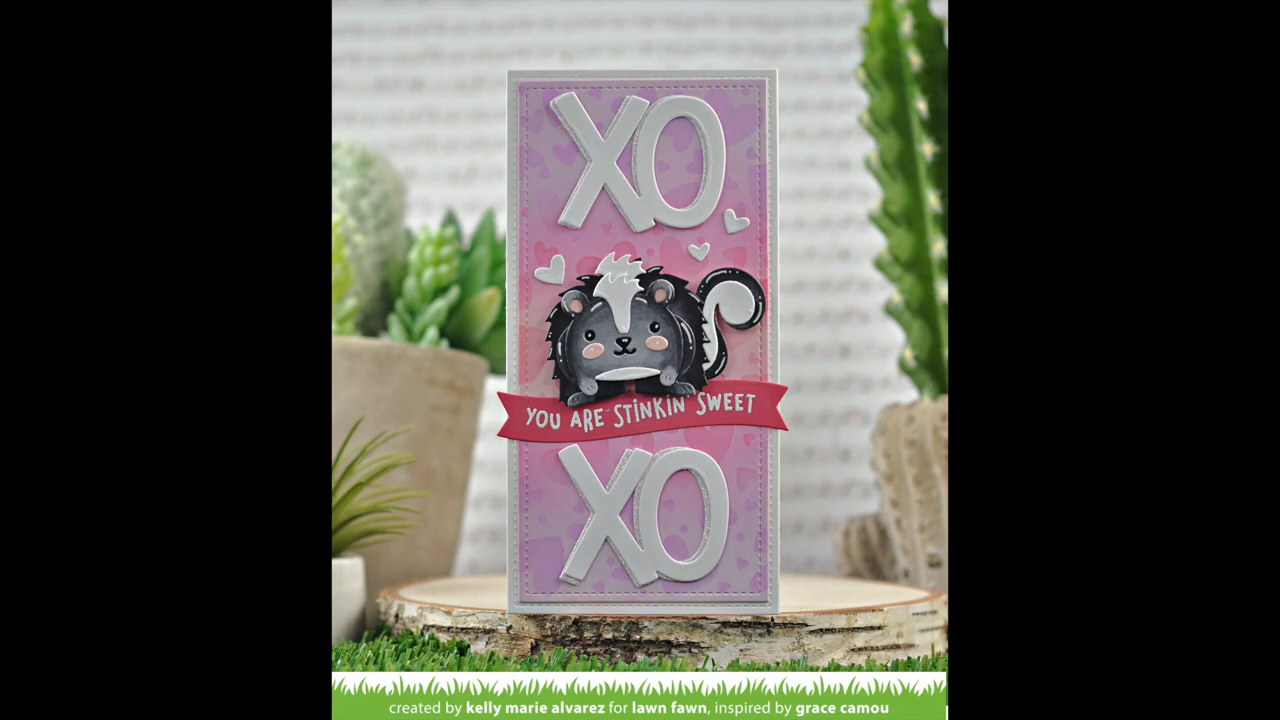 XO
YOU ARE STINKIN' SWEET
XO
created by kelly marie alvarez for lawn fawn, inspired by grace camou